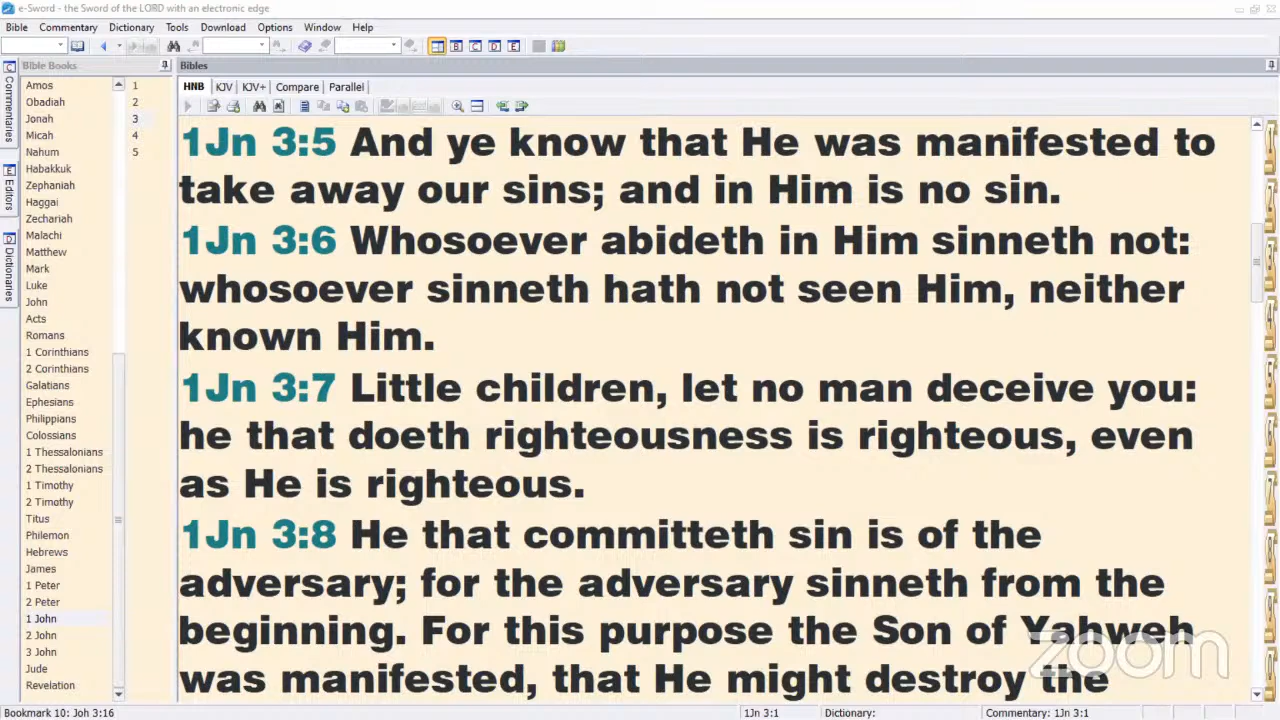 e-Sword - the Sword of the LORD with an electronic edge
Bible Commentary Dictionary Tools Download Options Window Help
B C D E
Bible Books
Bibles
C Commentaries
E Editors
D Dictionaries
HNB KJV KJV+ Compare Parallel
Amos
Obadiah
Jonah
Micah
Nahum
Habakkuk
Zephaniah
Haggai
Zechariah
Malachi
Matthew
Mark
Luke
John
Acts
Romans
1 Corinthians
2 Corinthians
Galatians
Ephesians
Philippians
Colossians
1 Thessalonians
2 Thessalonians
1 Timothy
2 Timothy
Titus
Philemon
Hebrews
James
1 Peter
2 Peter
1 John
2 John
3 John
Jude
Revelation
1
2
3
4
5
1Jn 3:5 And ye know that He was manifested to
take away our sins; and in Him is no sin.
1Jn 3:6 Whosoever abideth in Him sinneth not:
whosoever sinneth hath not seen Him, neither
known Him.
1Jn 3:7 Little children, let no man deceive you:
he that doeth righteousness is righteous, even
as He is righteous.
1Jn 3:8 He that committeth sin is of the
adversary; for the adversary sinneth from the
beginning. For this purpose the Son of Yahweh
was manifested, that He might destroy the
zoom
Bookmark 10: Joh 3:16
1Jn 3:1
Dictionary:
Commentary: 1Jn 3:1